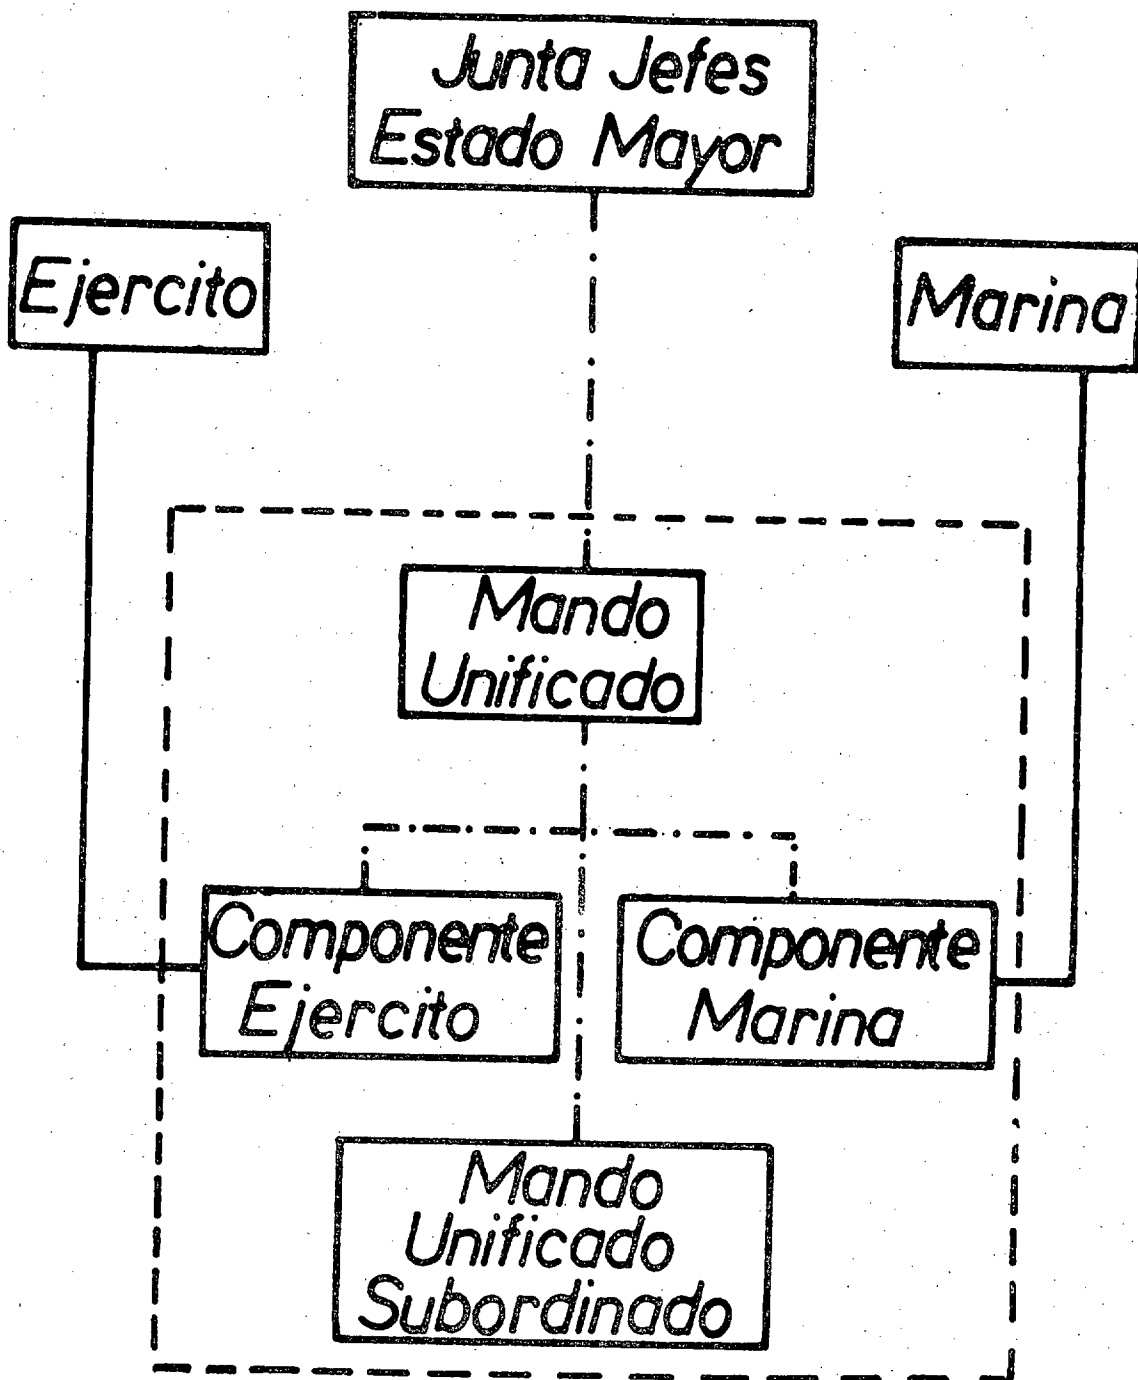 Junta Jefes
Estado Mayor
Ejercito
Marina
Mando
Unificado
Componente
Ejercito
Componente
Marina
Mando
Unificado
Subordinado